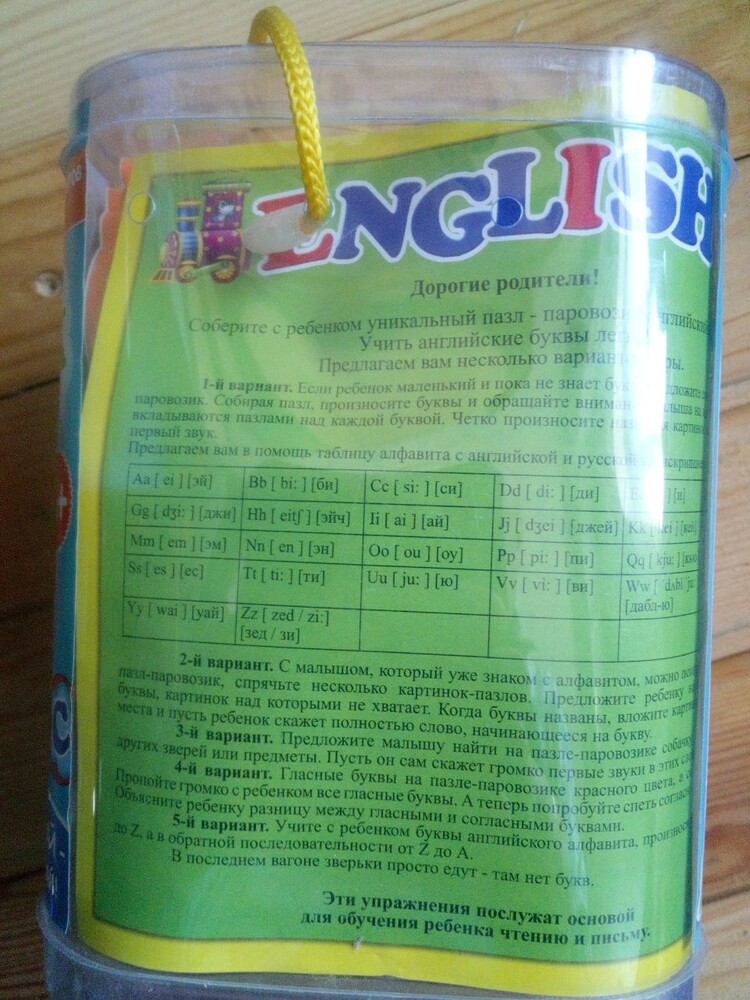 ENGLISH
Дорогие родители!
Соберите с ребенком уникальный пазл - паровози
Учить английские буквы
Предлагаем вам несколько вариант
1-й вариант. Если ребенок маленький и пока не знает
паровозик. Собирая пазл, произносите буквы и обращайте
вкладываются пазлами над каждой буквой. Четко произносите
первый звук.
Предлагаем вам в помощь таблицу алфавита с английской и русской
Aa [ ei ] [эй] Bb [ bi: ] [би] Cc [ si: ] [си] Dd [ di: ] [ди] [и]
Gg [ dʒi: ] [джи] Hh [ eitʃ ] [эйч] Ii [ ai ] [ай] Jj [ dʒei ] [джей] Kk [ kei ] [кей]
Mm [ em ] [эм] Nn [ en ] [эн] Oo [ ou ] [оу] Pp [ pi: ] [пи] Qq [ kju: ]
Ss [ es ] [ес] Tt [ ti: ] [ти] Uu [ ju: ] [ю] Vv [ vi: ] [ви] Ww [ ˈdʌblˈju:
[дабл-ю]
Yy [ wai ] [уай] Zz [ zed / zi: ]
[зед / зи]
2-й вариант. С малышом, который уже знаком с алфавитом, можно
пазл-паровозик, спрячьте несколько картинок-пазлов. Предложите ребенку
буквы, картинок над которыми не хватает. Когда буквы названы, вложите
места и пусть ребенок скажет полностью слово, начинающееся на букву.
3-й вариант. Предложите малышу найти на пазле-паровозике
других зверей или предметы. Пусть он сам скажет громко первые звуки в этих
4-й вариант. Гласные буквы на пазле-паровозике красного цвета, а
Пропойте громко с ребенком все гласные буквы. А теперь попробуйте спеть
Объясните ребенку разницу между гласными и согласными буквами.
5-й вариант. Учите с ребенком буквы английского алфавита,
до Z, а в обратной последовательности от Z до A.
В последнем вагоне зверьки просто едут - там нет букв.
Эти упражнения послужат основой
для обучения ребенка чтению и письму.